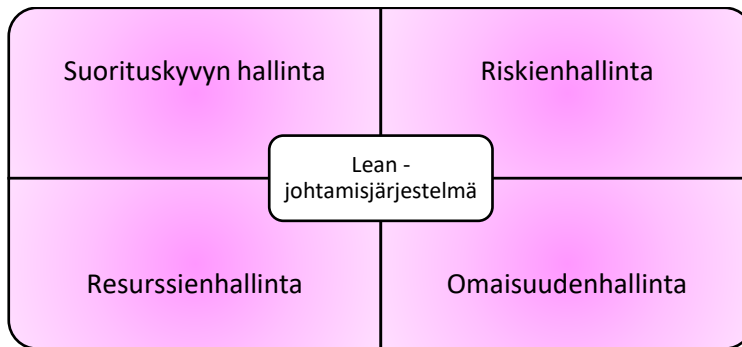 Suorituskyvyn hallinta
Riskienhallinta
Lean -
johtamisjärjestelmä
Resurssienhallinta
Omaisuudenhallinta